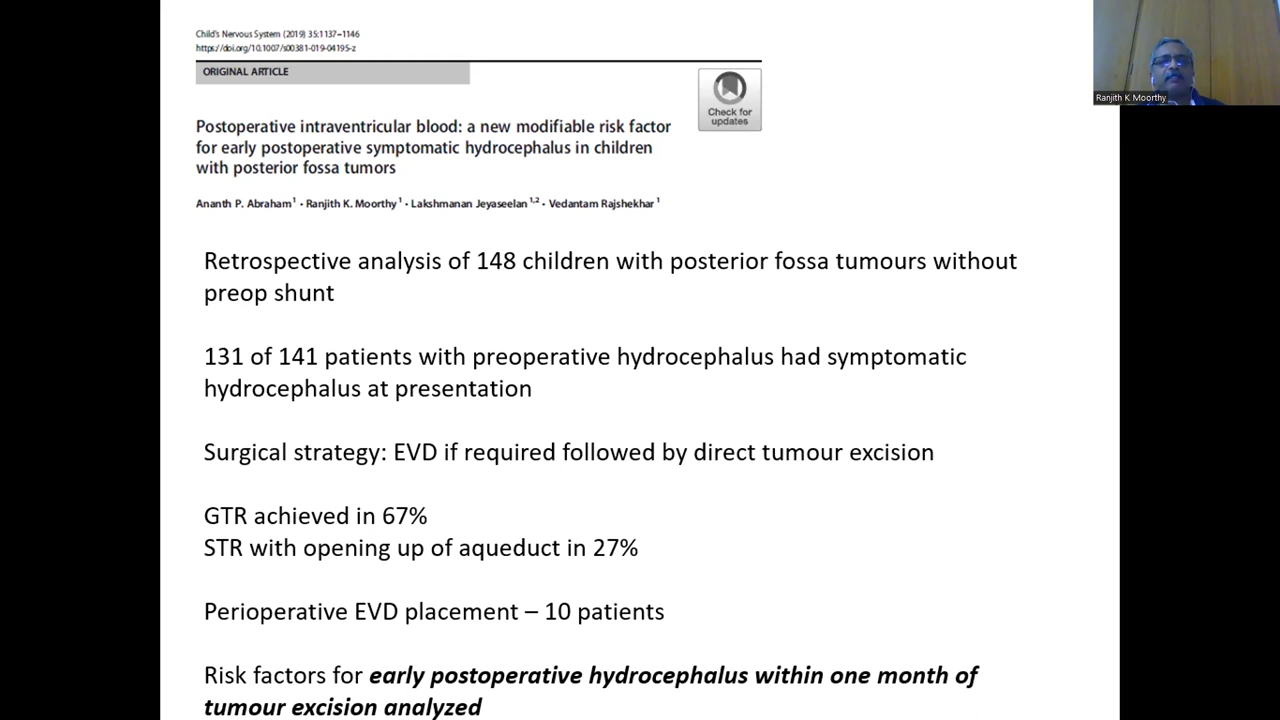 Child's Nervous System (2019) 35:1137–1146
https://doi.org/10.1007/s00381-019-04195-z
ORIGINAL ARTICLE
Check for
updates
Postoperative intraventricular blood: a new modifiable risk factor
for early postoperative symptomatic hydrocephalus in children
with posterior fossa tumors
Ananth P. Abraham1 · Ranjith K. Moorthy1 · Lakshmanan Jeyaseelan1,2 · Vedantam Rajshekhar1
Retrospective analysis of 148 children with posterior fossa tumours without
preop shunt
131 of 141 patients with preoperative hydrocephalus had symptomatic
hydrocephalus at presentation
Surgical strategy: EVD if required followed by direct tumour excision
GTR achieved in 67%
STR with opening up of aqueduct in 27%
Perioperative EVD placement – 10 patients
Risk factors for early postoperative hydrocephalus within one month of
tumour excision analyzed
Ranjith K Moorthy